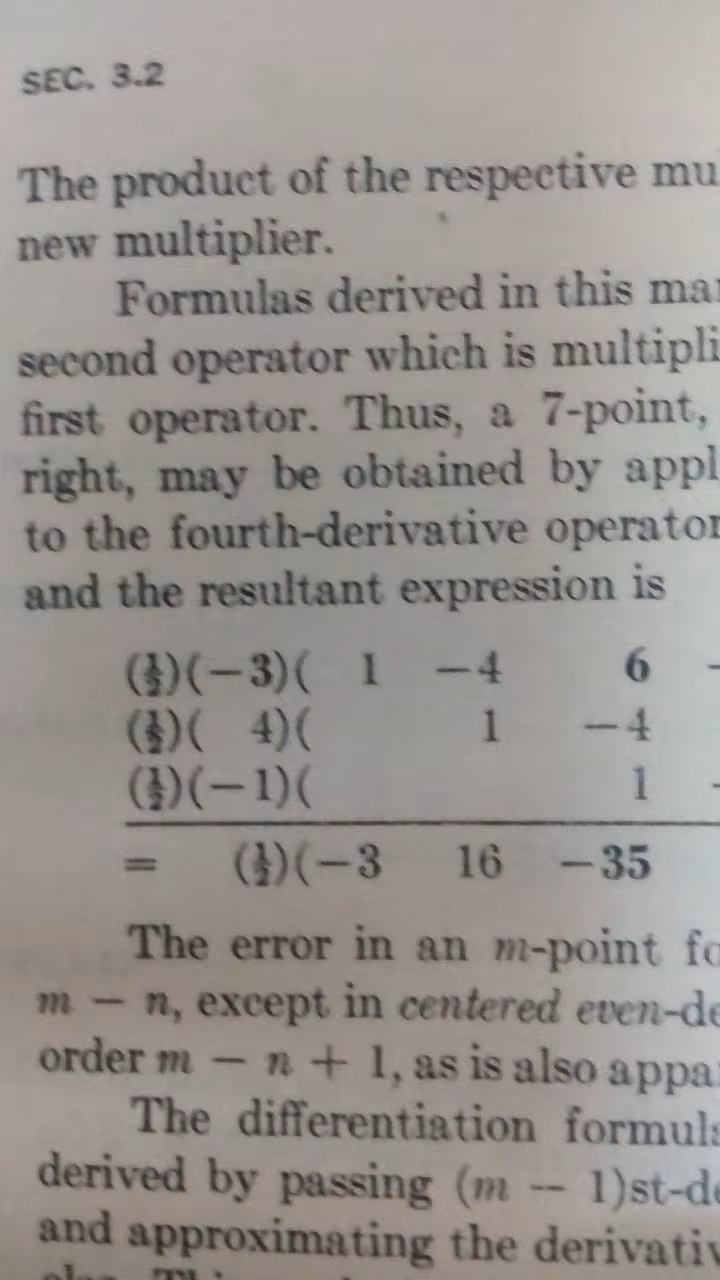 SEC. 3.2
The product of the respective mu
new multiplier.
Formulas derived in this ma
second operator which is multipli
first operator. Thus, a 7-point,
right, may be obtained by appl
to the fourth-derivative operator
and the resultant expression is
(½)(−3)( 1 −4 6 −
(½)( 4)( 1 −4
(½)(−1)( 1 −
= (½)(−3 16 −35
The error in an m-point fo
m − n, except in centered even-de
order m − n + 1, as is also appa
The differentiation formula
derived by passing (m − 1)st-de
and approximating the derivativ